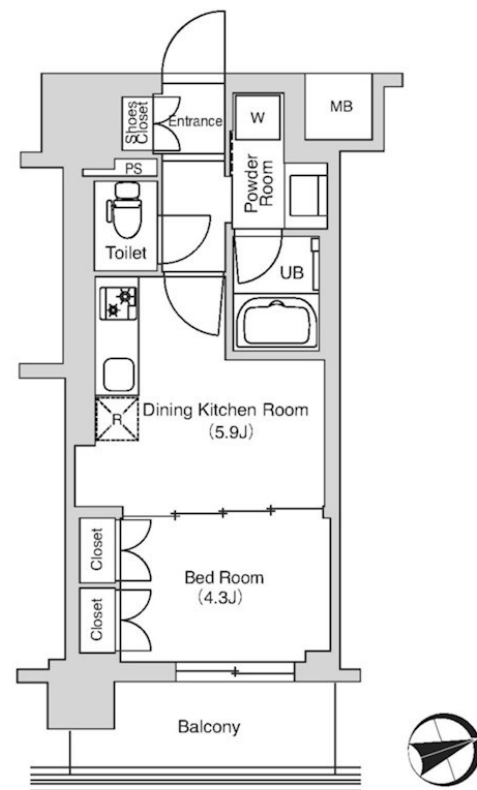 Shoes
Closet
Entrance
W
MB
PS
Powder
Room
Toilet
UB
R
Dining Kitchen Room
(5.9J)
Closet
Bed Room
(4.3J)
Closet
Balcony